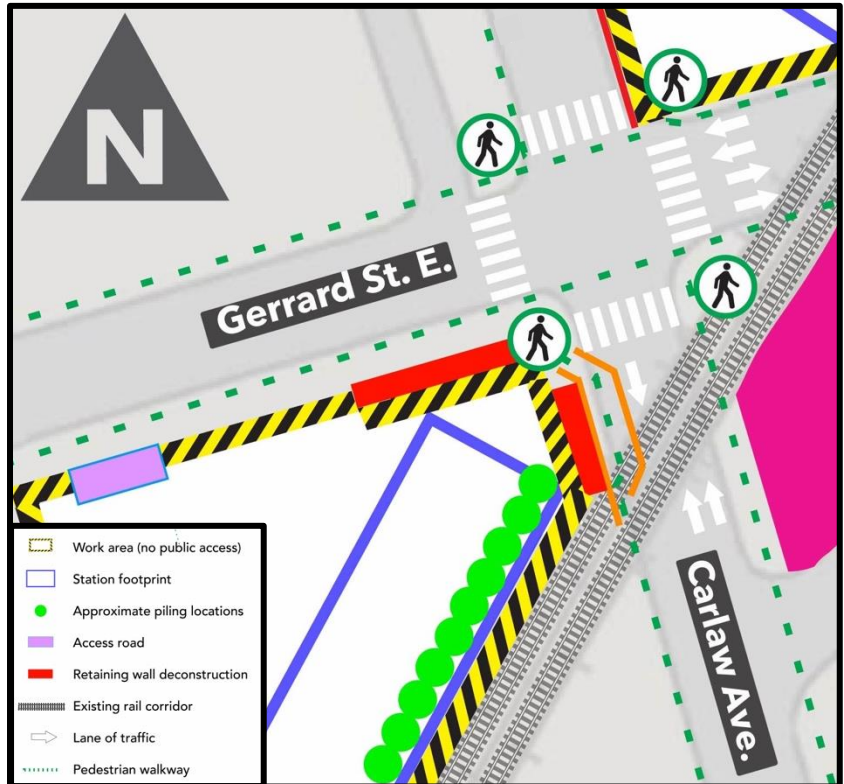 N
Gerrard St. E.
Carlaw Ave.
Work area (no public access)
Station footprint
Approximate piling locations
Access road
Retaining wall deconstruction
Existing rail corridor
Lane of traffic
Pedestrian walkway